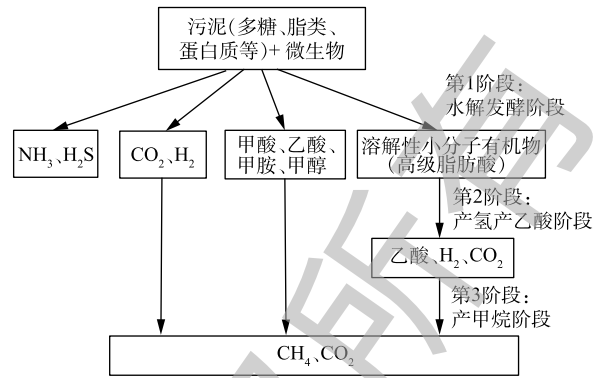 污泥(多糖、脂类、
蛋白质等)+ 微生物
第1阶段：
水解发酵阶段
NH₃、H₂S
CO₂、H₂
甲酸、乙酸、
甲胺、甲醇
溶解性小分子有机物
(高级脂肪酸)
第2阶段：
产氢产乙酸阶段
乙酸、H₂、CO₂
第3阶段：
产甲烷阶段
CH₄、CO₂
所有